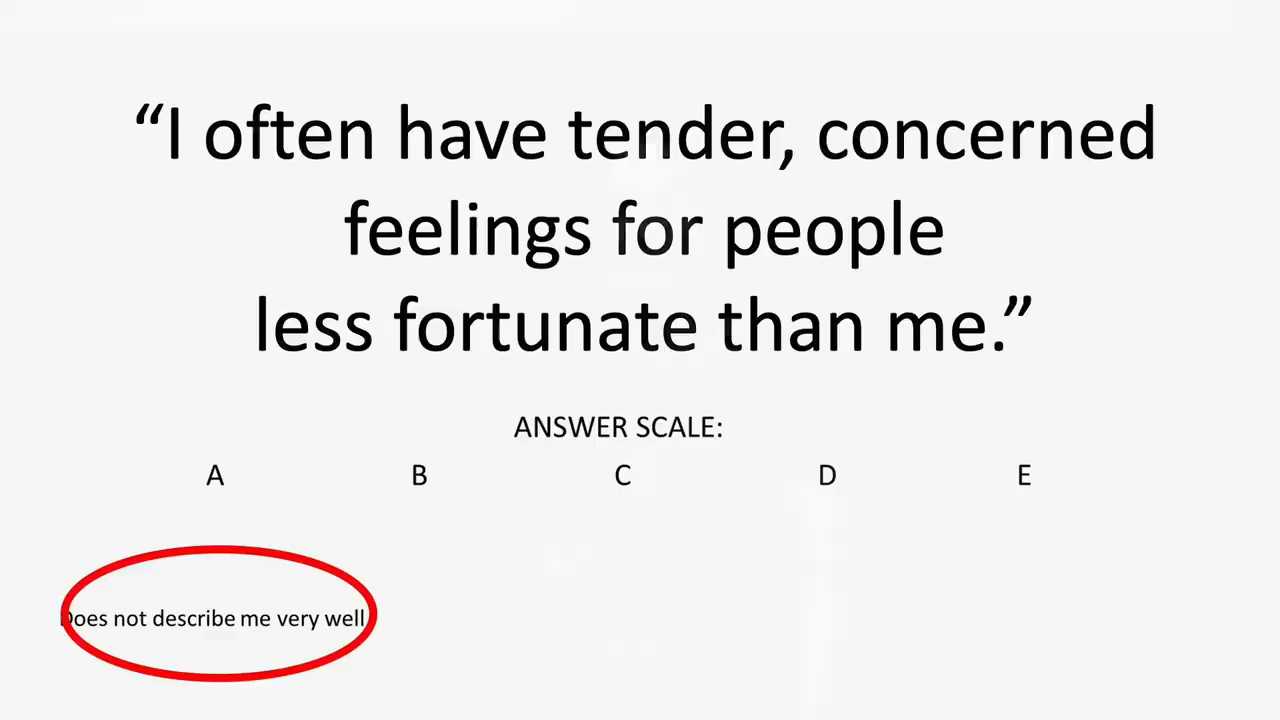 “I often have tender, concerned
feelings for people
less fortunate than me.”
ANSWER SCALE:
A B C D E
Does not describe me very well